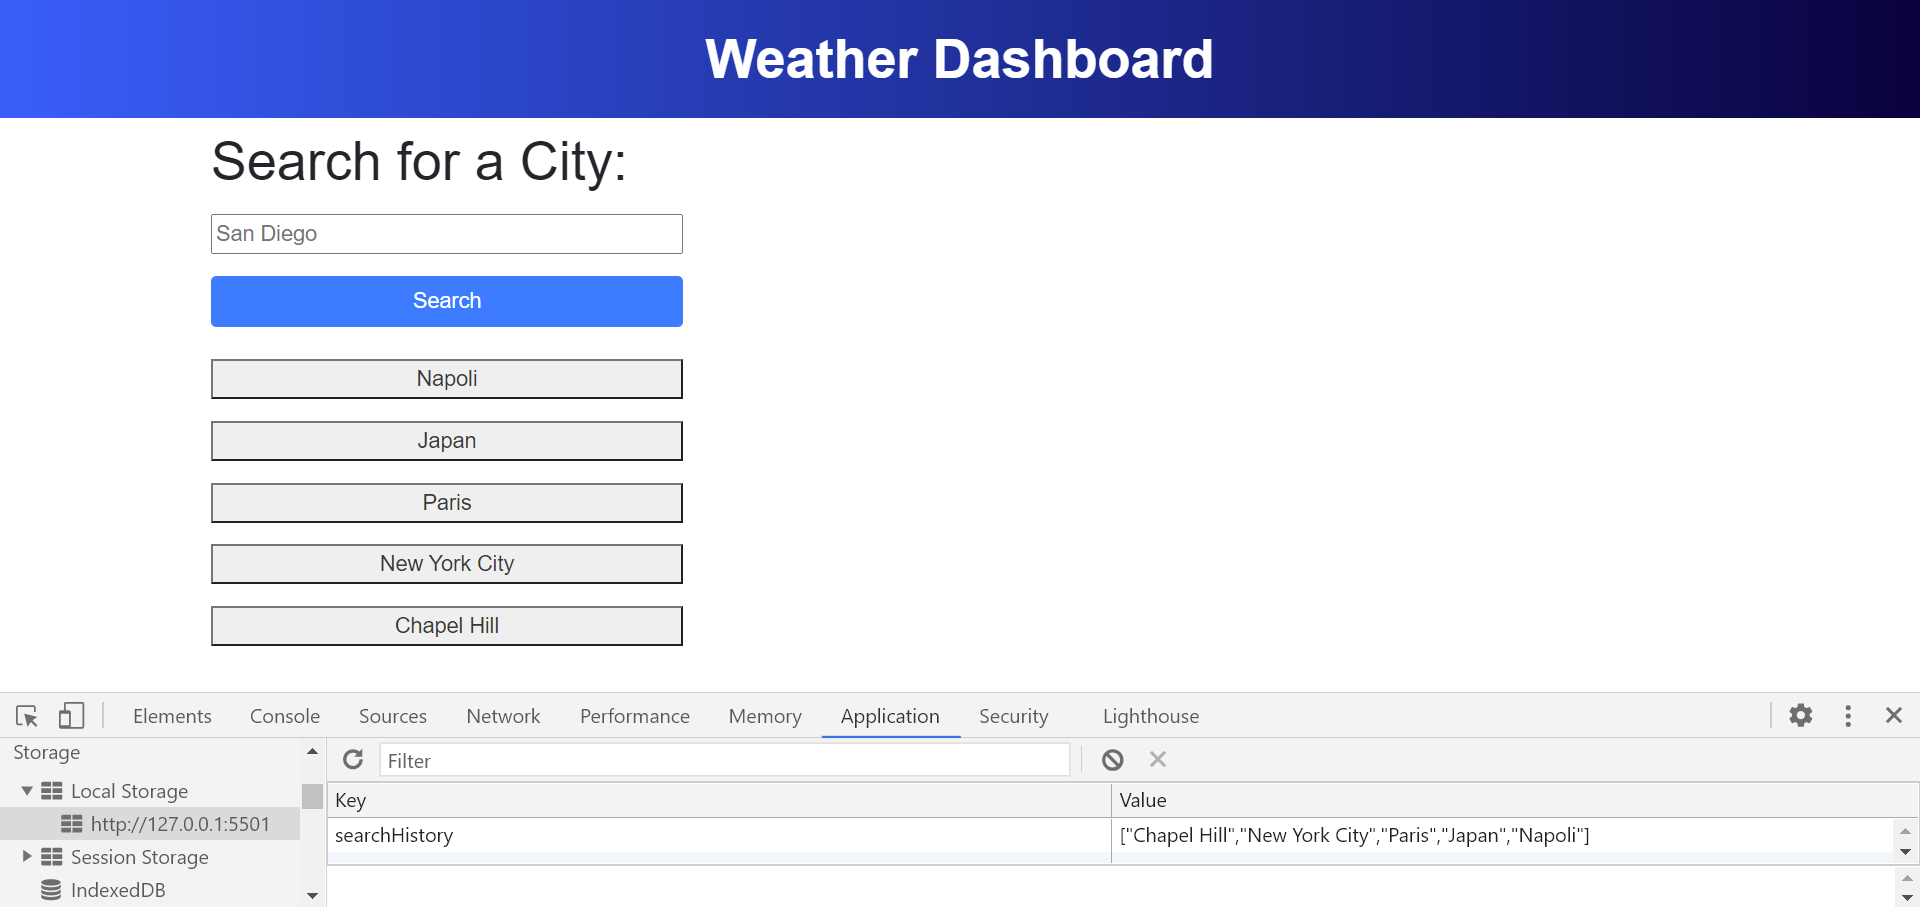 Weather Dashboard
Search for a City:
San Diego
Search
Napoli
Japan
Paris
New York City
Chapel Hill
Elements Console Sources Network Performance Memory Application Security Lighthouse
Storage
Filter
Local Storage
Key Value
http://127.0.0.1:5501
searchHistory ["Chapel Hill","New York City","Paris","Japan","Napoli"]
Session Storage
IndexedDB